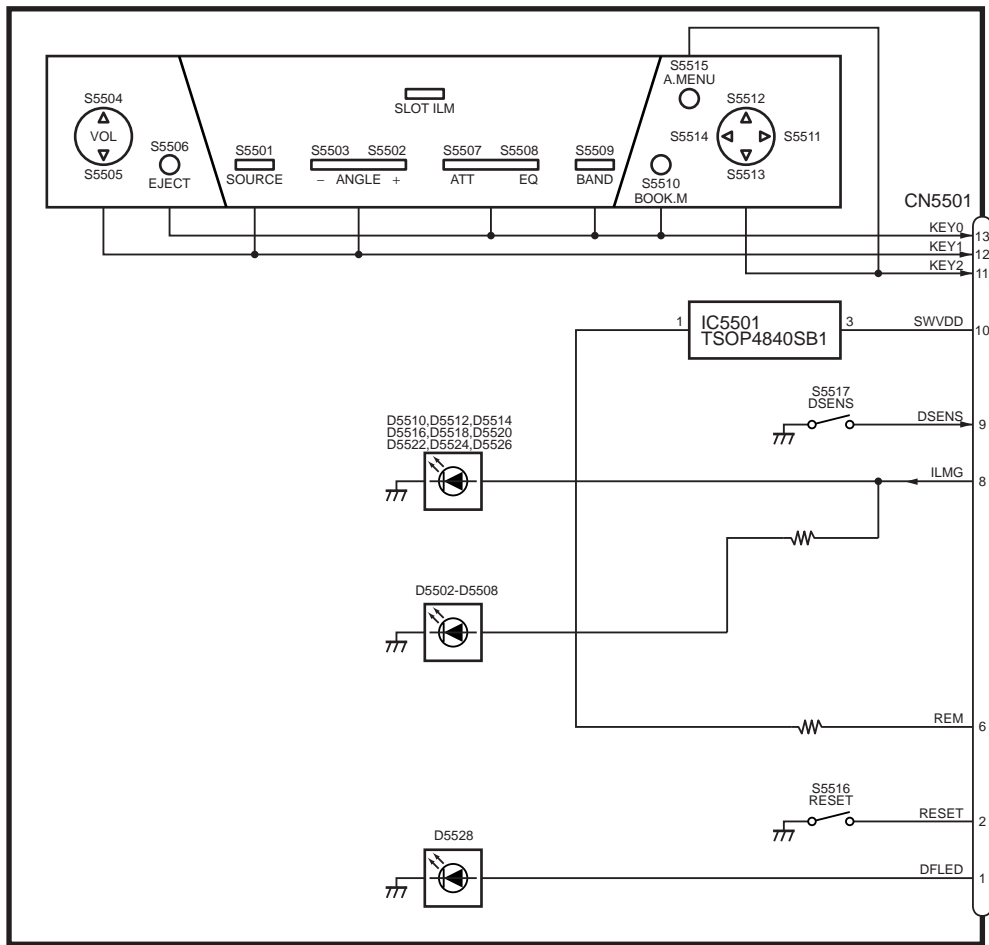 S5515
A.MENU
S5504
VOL
S5505
S5506
EJECT
SLOT ILM
S5501
SOURCE
S5503 S5502
– ANGLE +
S5507 S5508
ATT EQ
S5509
BAND
S5510
BOOK.M
S5512
S5514
S5511
S5513
CN5501
KEY0
13
KEY1
12
KEY2
11
1
IC5501
TSOP4840SB1
3
SWVDD
10
S5517
DSENS
DSENS
9
D5510,D5512,D5514
D5516,D5518,D5520
D5522,D5524,D5526
ILMG
8
D5502-D5508
REM
6
S5516
RESET
RESET
2
D5528
DFLED
1